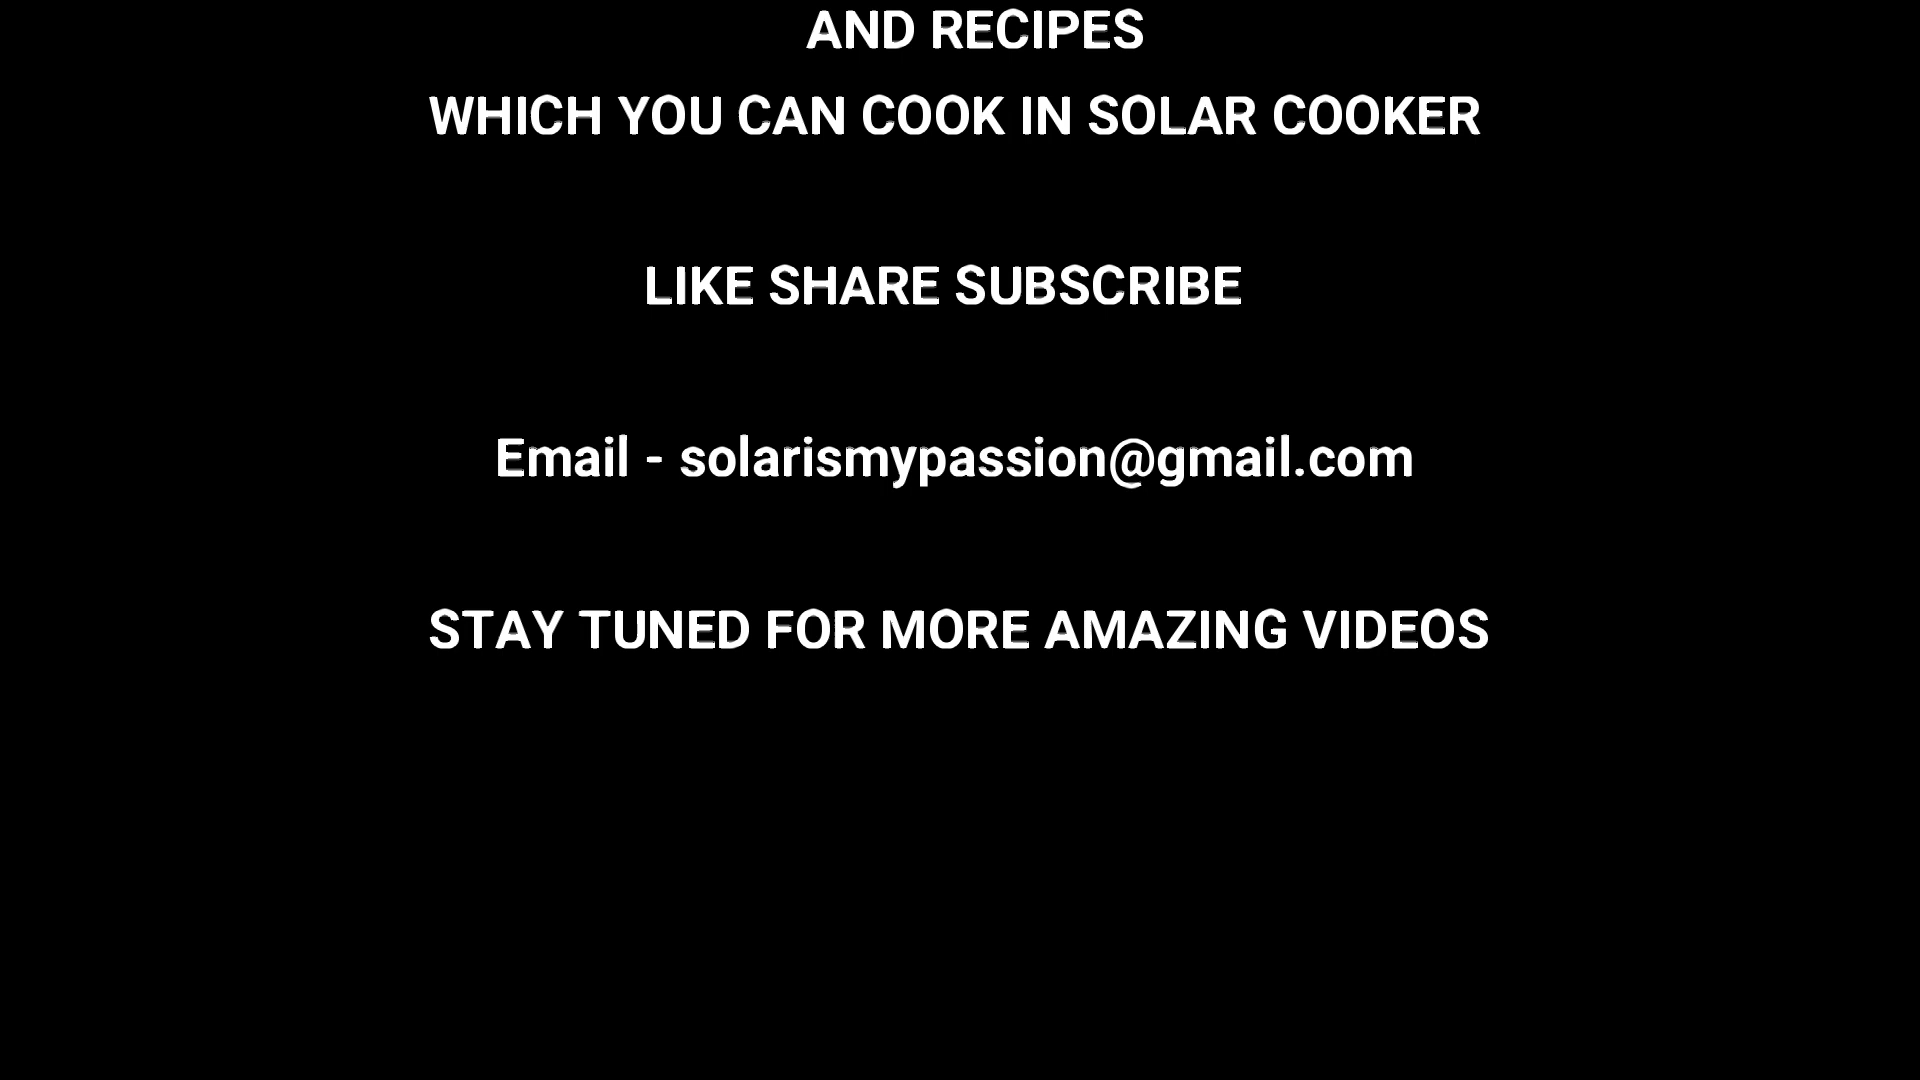 AND RECIPES
WHICH YOU CAN COOK IN SOLAR COOKER
LIKE SHARE SUBSCRIBE
Email - solarismypassion@gmail.com
STAY TUNED FOR MORE AMAZING VIDEOS